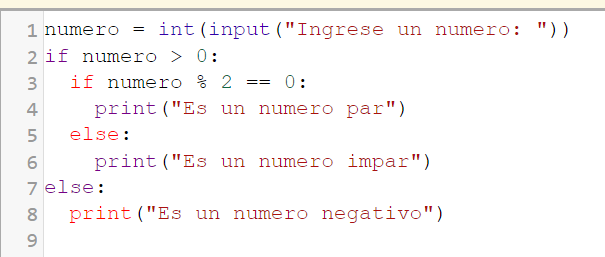 1 numero = int(input("Ingrese un numero: "))
2 if numero > 0:
3   if numero % 2 == 0:
4     print("Es un numero par")
5   else:
6     print("Es un numero impar")
7 else:
8   print("Es un numero negativo")
9